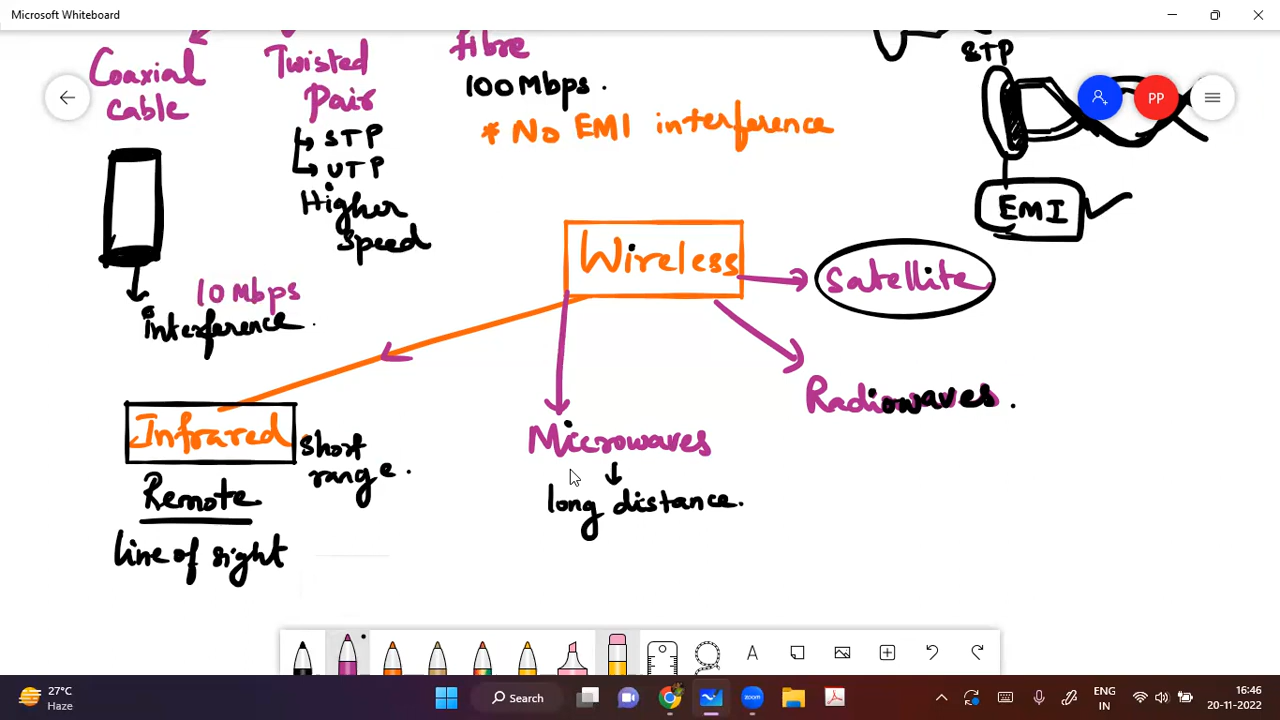 Microsoft Whiteboard
Coaxial
cable
Twisted
Pair
STP
UTP
Higher
speed
fibre
100 Mbps.
* No EMI interference
STP
PP
EMI
10 Mbps
interference.
Wireless
Satellite
Radiowaves.
Infrared
Short
range.
Remote
line of sight
Microwaves
long distance.
A
27°C
Haze
Search
ENG
IN
16:46
20-11-2022